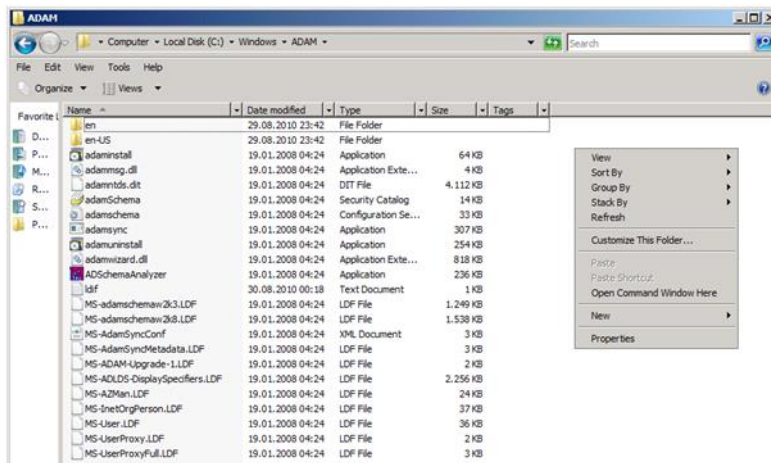 ADAM
Computer Local Disk (C:) Windows ADAM
Search
File Edit View Tools Help
Organize Views
Favorite L
Name Date modified Type Size Tags
D...
P...
M...
R...
S...
P...
en 29.08.2010 23:42 File Folder
en-US 29.08.2010 23:42 File Folder
adaminstall 19.01.2008 04:24 Application 64 KB
adammsg.dll 19.01.2008 04:24 Application Exte... 4 KB
adamntds.dit 19.01.2008 04:24 DIT File 4.112 KB
adamSchema 19.01.2008 04:24 Security Catalog 14 KB
adamschema 19.01.2008 04:24 Configuration Se... 33 KB
adamsync 19.01.2008 04:24 Application 307 KB
adamuninstall 19.01.2008 04:24 Application 254 KB
adamwizard.dll 19.01.2008 04:24 Application Exte... 818 KB
ADSchemaAnalyzer 19.01.2008 04:24 Application 236 KB
ldif 30.08.2010 00:18 Text Document 1 KB
MS-adamschemaw2k3.LDF 19.01.2008 04:24 LDF File 1.249 KB
MS-adamschemaw2k8.LDF 19.01.2008 04:24 LDF File 1.538 KB
MS-AdamSyncConf 19.01.2008 04:24 XML Document 3 KB
MS-AdamSyncMetadata.LDF 19.01.2008 04:24 LDF File 3 KB
MS-ADAM-Upgrade-1.LDF 19.01.2008 04:24 LDF File 2 KB
MS-ADLDS-DisplaySpecifiers.LDF 19.01.2008 04:24 LDF File 2.256 KB
MS-AZMan.LDF 19.01.2008 04:24 LDF File 24 KB
MS-InetOrgPerson.LDF 19.01.2008 04:24 LDF File 37 KB
MS-User.LDF 19.01.2008 04:24 LDF File 36 KB
MS-UserProxy.LDF 19.01.2008 04:24 LDF File 2 KB
MS-UserProxyFull.LDF 19.01.2008 04:24 LDF File 3 KB
View
Sort By
Group By
Stack By
Refresh
Customize This Folder...
Paste
Paste Shortcut
Open Command Window Here
New
Properties